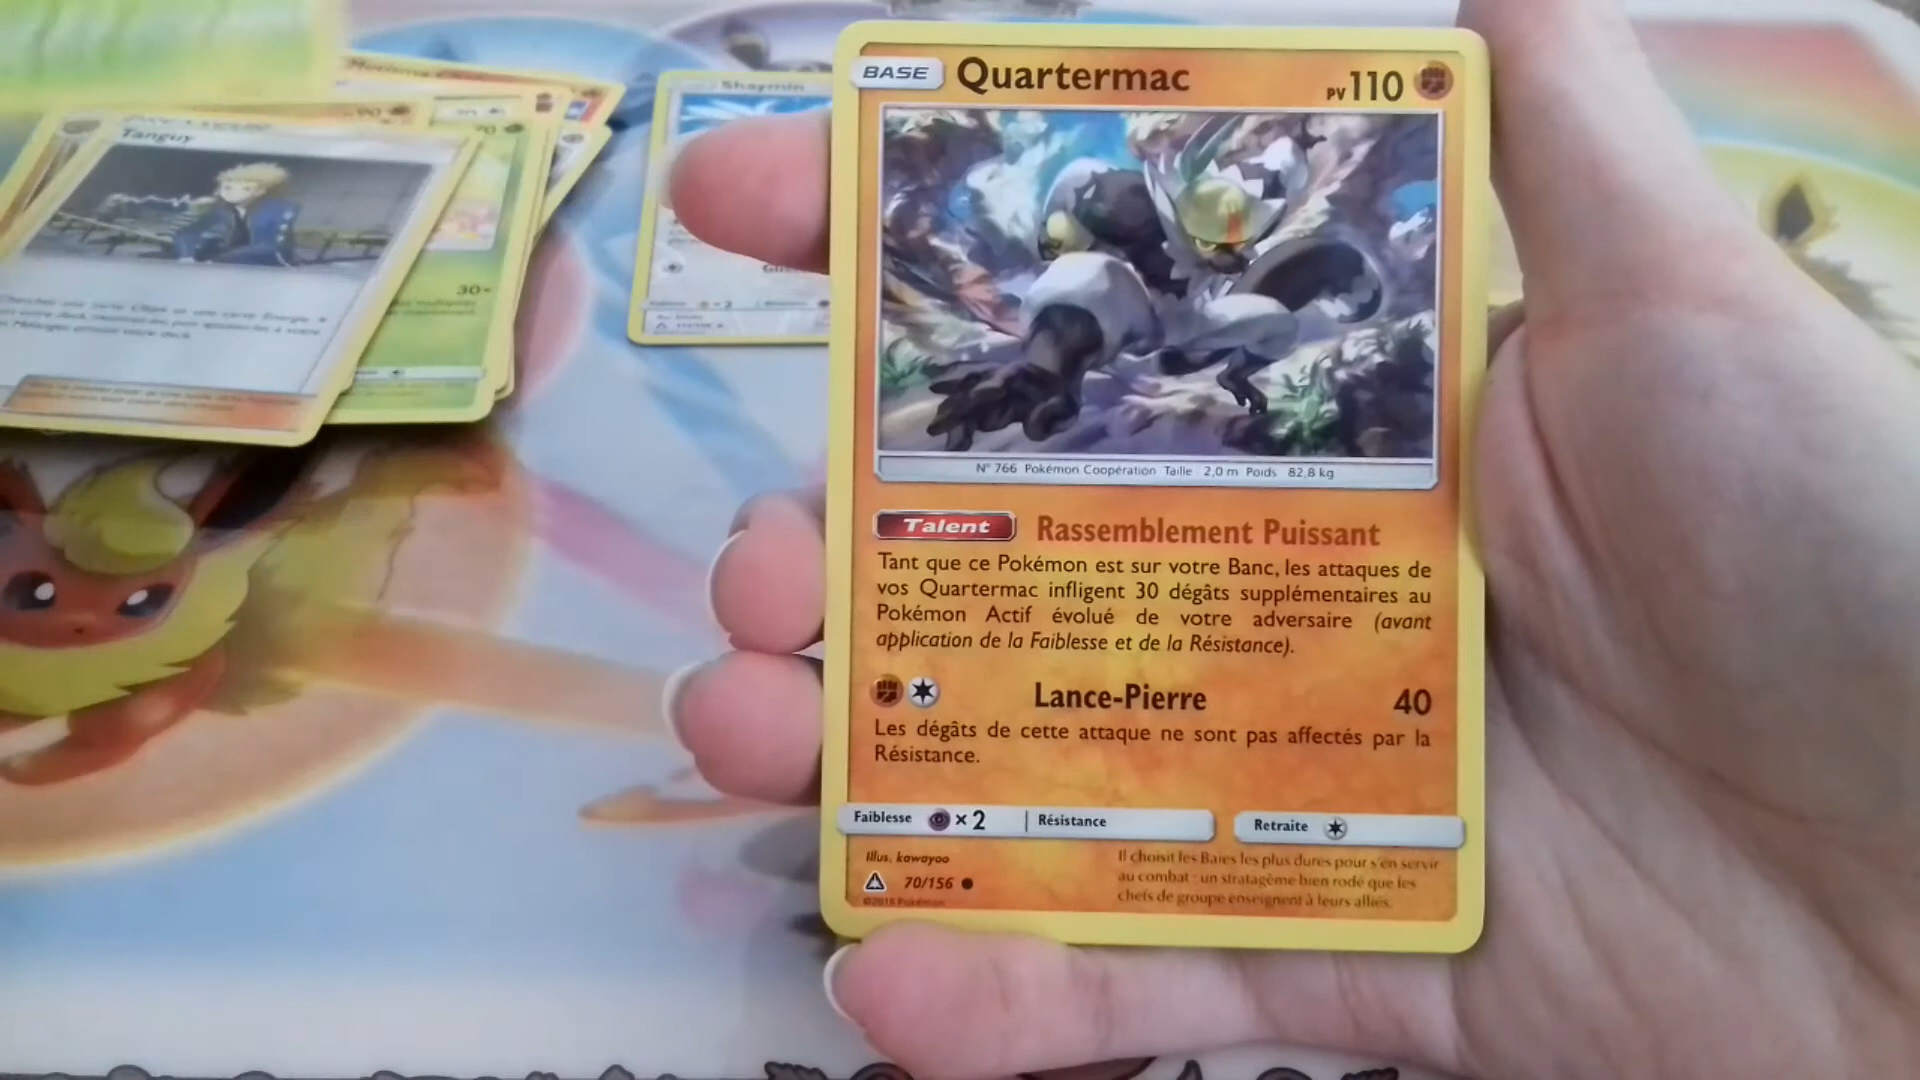 Shaymin
90
70
Tanguy
30×
BASE Quartermac PV110
N° 766 Pokémon Coopération Taille 2,0 m Poids 82,8 kg
Talent Rassemblement Puissant
Tant que ce Pokémon est sur votre Banc, les attaques de
vos Quartermac infligent 30 dégâts supplémentaires au
Pokémon Actif évolué de votre adversaire (avant
application de la Faiblesse et de la Résistance).
Lance-Pierre 40
Les dégâts de cette attaque ne sont pas affectés par la
Résistance.
Faiblesse ×2 Résistance Retraite
Illus. kawayoo
70/156
©2018 Pokémon
Il choisit les Baies les plus dures pour s'en servir
au combat : un stratagème bien rodé que les
chefs de groupe enseignent à leurs alliés.